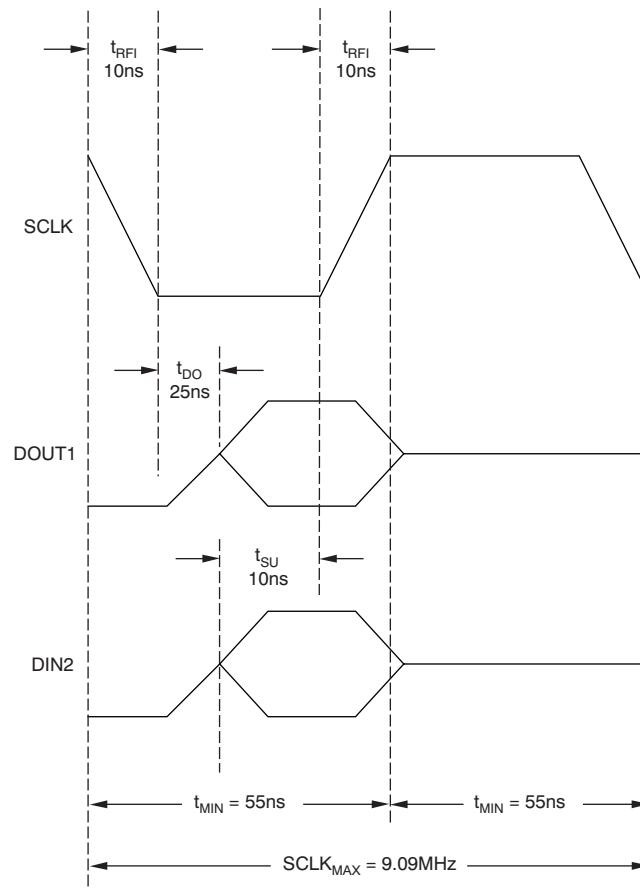 tRFI
10ns
tRFI
10ns
SCLK
tDO
25ns
DOUT1
tSU
10ns
DIN2
tMIN = 55ns
tMIN = 55ns
SCLKMAX = 9.09MHz